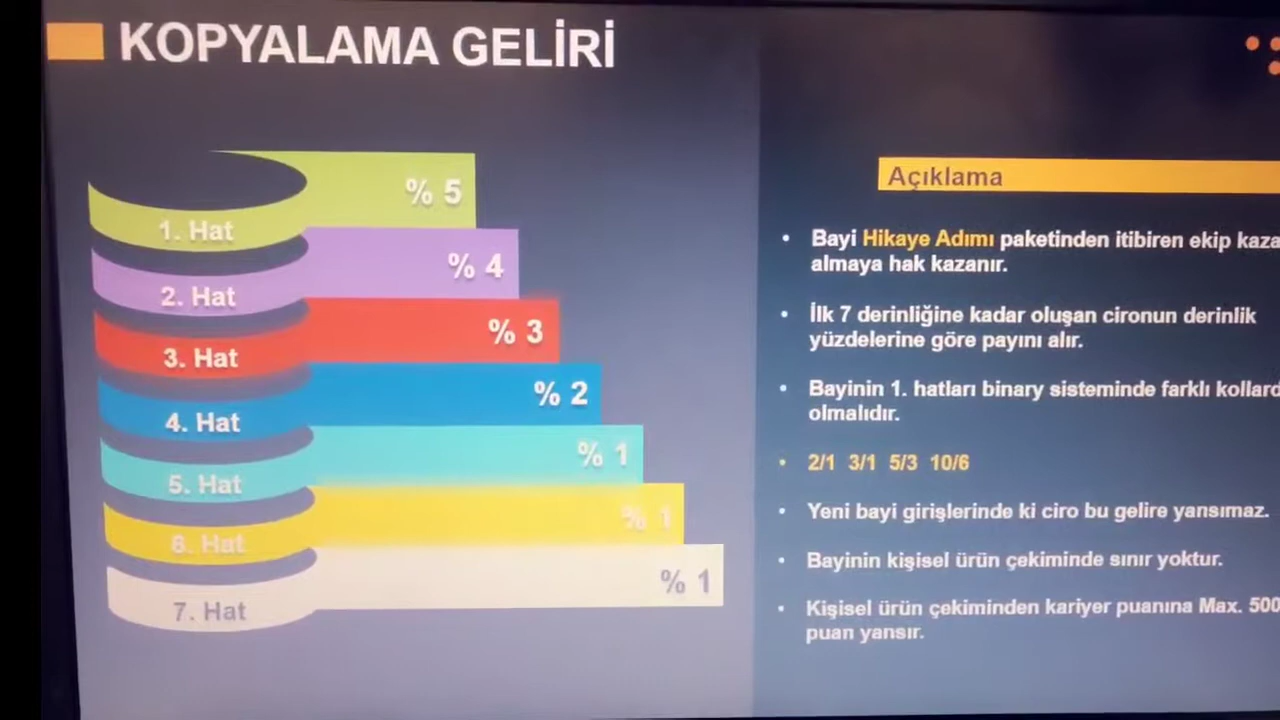 KOPYALAMA GELİRİ
% 5
1. Hat
% 4
2. Hat
% 3
3. Hat
% 2
4. Hat
% 1
5. Hat
% 1
6. Hat
% 1
7. Hat
Açıklama
• Bayi Hikaye Adımı paketinden itibiren ekip
almaya hak kazanır.
• İlk 7 derinliğine kadar oluşan cironun derinlik
yüzdelerine göre payını alır.
• Bayinin 1. hatları binary sisteminde farklı
olmalıdır.
• 2/1 3/1 5/3 10/6
• Yeni bayi girişlerinde ki ciro bu gelire yansımaz.
• Bayinin kişisel ürün çekiminde sınır yoktur.
• Kişisel ürün çekiminden kariyer puanına Max. 500
puan yansır.